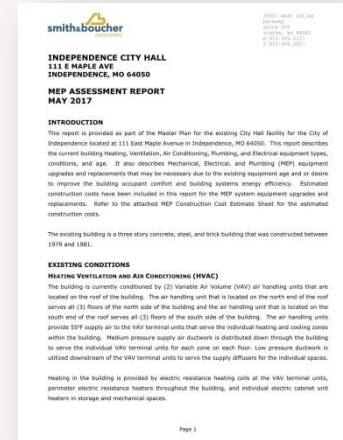 smith&boucher
ENGINEERS
25501 west valley
parkway
suite 200
olathe, ks 66061
INDEPENDENCE CITY HALL
111 E MAPLE AVE
INDEPENDENCE, MO 64050
MEP ASSESSMENT REPORT
MAY 2017
INTRODUCTION
This report is provided as part of the Master Plan for the existing City Hall facility for the City of
Independence located at 111 East Maple Avenue in Independence, MO 64050. This report describes
the current building Heating, Ventilation, Air Conditioning, Plumbing, and Electrical equipment types,
conditions, and age. It also describes Mechanical, Electrical, and Plumbing (MEP) equipment
upgrades and replacements that may be necessary due to the existing equipment age and or desire
to improve the building occupant comfort and building systems energy efficiency. Estimated
construction costs have been included in this report for the MEP system equipment upgrades and
replacements. Refer to the attached MEP Construction Cost Estimate Sheet for the estimated
construction costs.
The existing building is a three story concrete, steel, and brick building that was constructed between
1979 and 1981.
EXISTING CONDITIONS
HEATING VENTILATION AND AIR CONDITIONING (HVAC)
The building is currently conditioned by (2) Variable Air Volume (VAV) air handling units that are
located on the roof of the building. The air handling unit that is located on the north end of the roof
serves all (3) floors of the north side of the building and the air handling unit that is located on the
south end of the roof serves all (3) floors of the south side of the building. The air handling units
provide 55°F supply air to the VAV terminal units that serve the individual heating and cooling zones
within the building. Medium pressure supply air ductwork is distributed down through the building
to serve the individual VAV terminal units for each zone on each floor. Low pressure ductwork is
utilized downstream of the VAV terminal units to serve the supply diffusers for the individual spaces.
Heating in the building is provided by electric resistance heating coils at the VAV terminal units,
perimeter electric resistance heaters throughout the building, and individual electric cabinet unit
heaters in storage and mechanical spaces.
Page 1